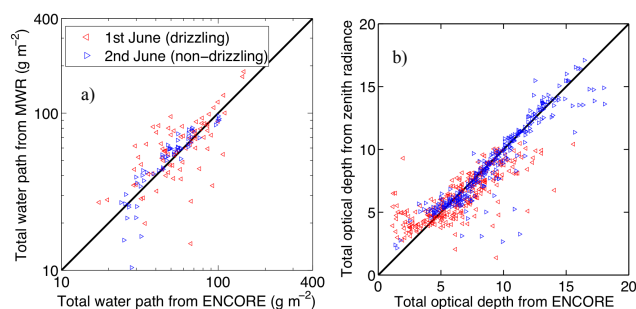 400
100
10
Total water path from MWR (g m⁻²)
1st June (drizzling)
2nd June (non-drizzling)
a)
10
100
400
Total water path from ENCORE (g m⁻²)
20
15
10
5
0
Total optical depth from zenith radiance
b)
0
5
10
15
20
Total optical depth from ENCORE